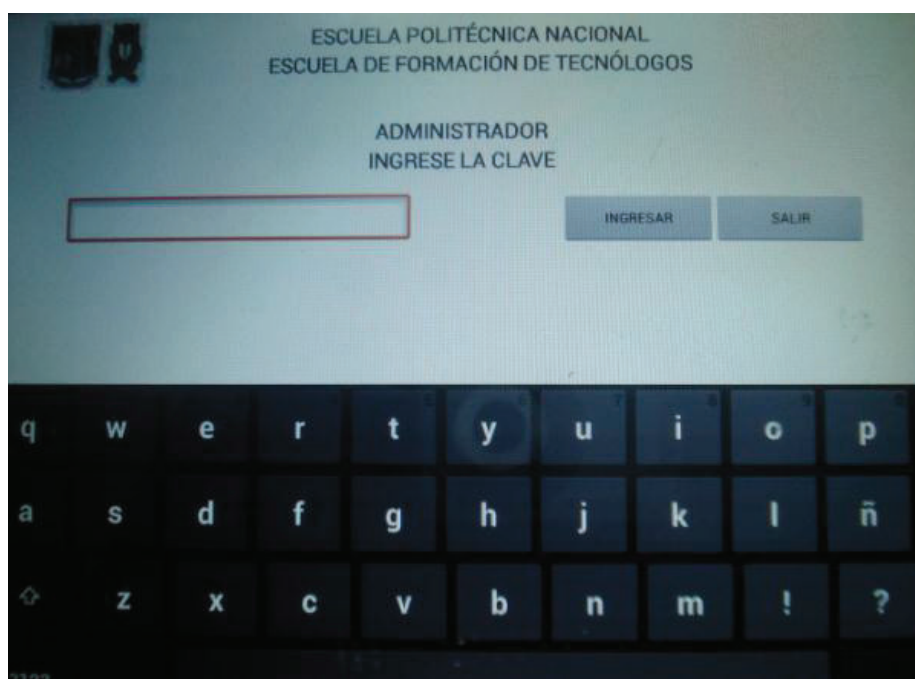 ESCUELA POLITÉCNICA NACIONAL
ESCUELA DE FORMACIÓN DE TECNÓLOGOS
ADMINISTRADOR
INGRESE LA CLAVE
INGRESAR SALIR
q w e r t y u i o p
a s d f g h j k l ñ
z x c v b n m ! ?